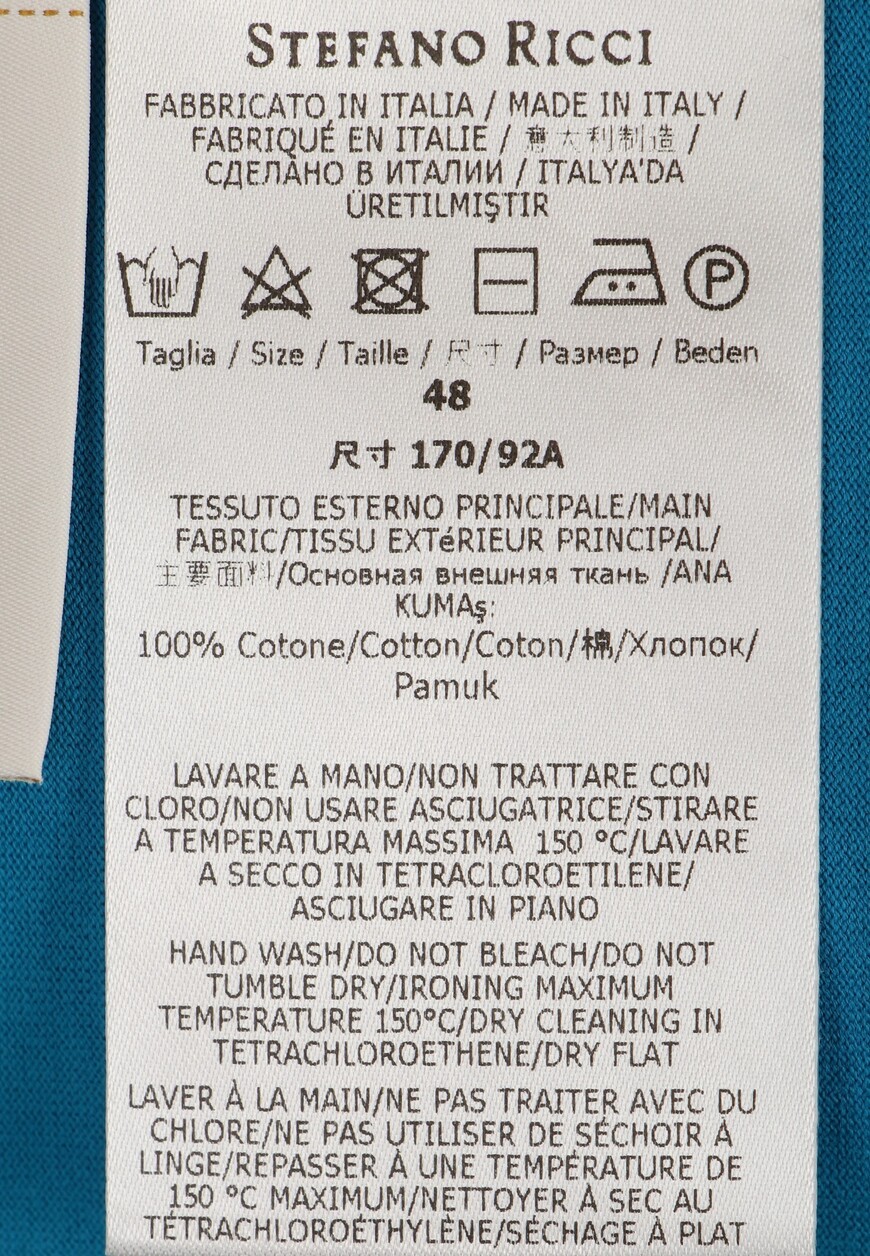 STEFANO RICCI
FABBRICATO IN ITALIA / MADE IN ITALY /
FABRIQUÉ EN ITALIE / 意大利制造 /
СДЕЛАНО В ИТАЛИИ / ITALYA'DA
ÜRETILMIŞTIR
P
Taglia / Size / Taille / 尺寸 / Размер / Beden
48
尺寸 170/92A
TESSUTO ESTERNO PRINCIPALE/MAIN
FABRIC/TISSU EXTéRIEUR PRINCIPAL/
主要面料/Основная внешняя ткань /ANA
KUMAş:
100% Cotone/Cotton/Coton/棉/Хлопок/
Pamuk
LAVARE A MANO/NON TRATTARE CON
CLORO/NON USARE ASCIUGATRICE/STIRARE
A TEMPERATURA MASSIMA 150 °C/LAVARE
A SECCO IN TETRACLOROETILENE/
ASCIUGARE IN PIANO
HAND WASH/DO NOT BLEACH/DO NOT
TUMBLE DRY/IRONING MAXIMUM
TEMPERATURE 150°C/DRY CLEANING IN
TETRACHLOROETHENE/DRY FLAT
LAVER À LA MAIN/NE PAS TRAITER AVEC DU
CHLORE/NE PAS UTILISER DE SÉCHOIR À
LINGE/REPASSER À UNE TEMPÉRATURE DE
150 °C MAXIMUM/NETTOYER À SEC AU
TÉTRACHLOROÉTHYLÈNE/SÉCHAGE À PLAT